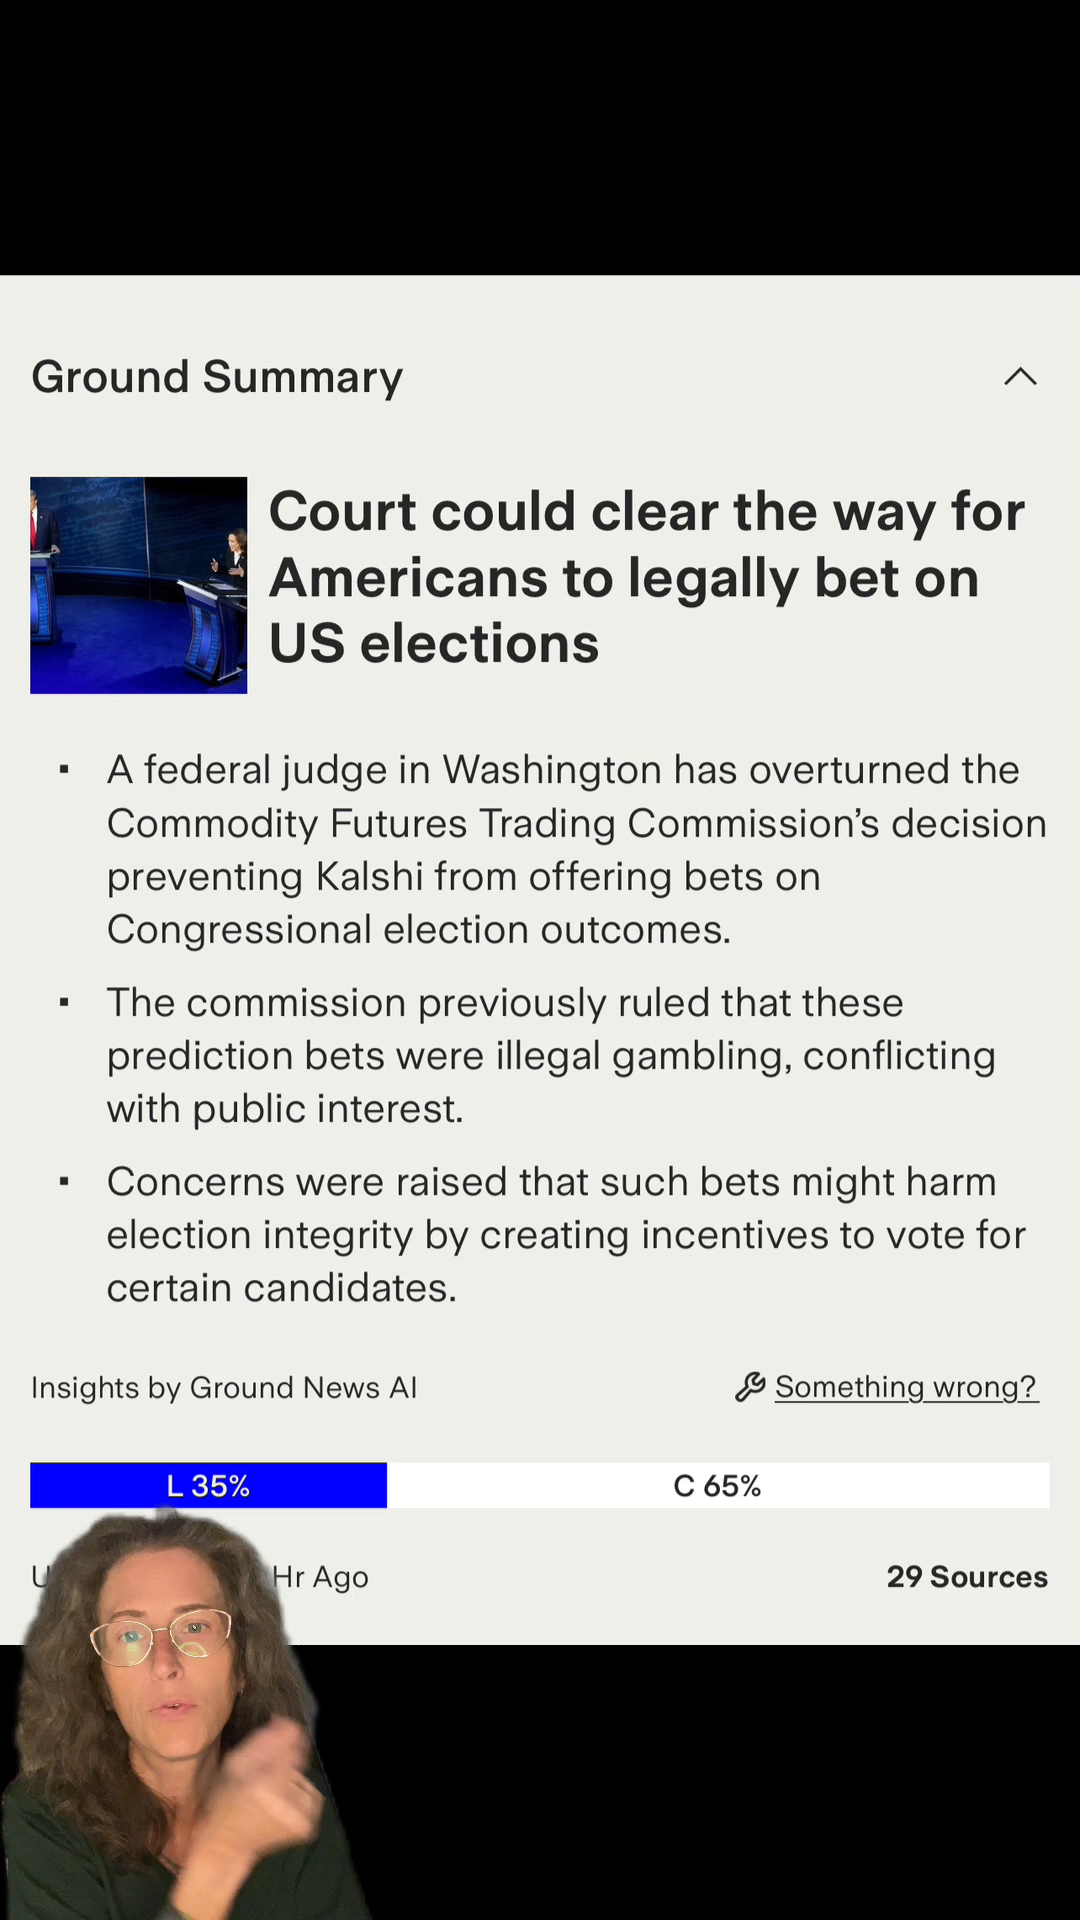 Ground Summary
Court could clear the way for
Americans to legally bet on
US elections
▪ A federal judge in Washington has overturned the
Commodity Futures Trading Commission’s decision
preventing Kalshi from offering bets on
Congressional election outcomes.
▪ The commission previously ruled that these
prediction bets were illegal gambling, conflicting
with public interest.
▪ Concerns were raised that such bets might harm
election integrity by creating incentives to vote for
certain candidates.
Insights by Ground News AI
Something wrong?
L 35%
C 65%
Hr Ago
29 Sources